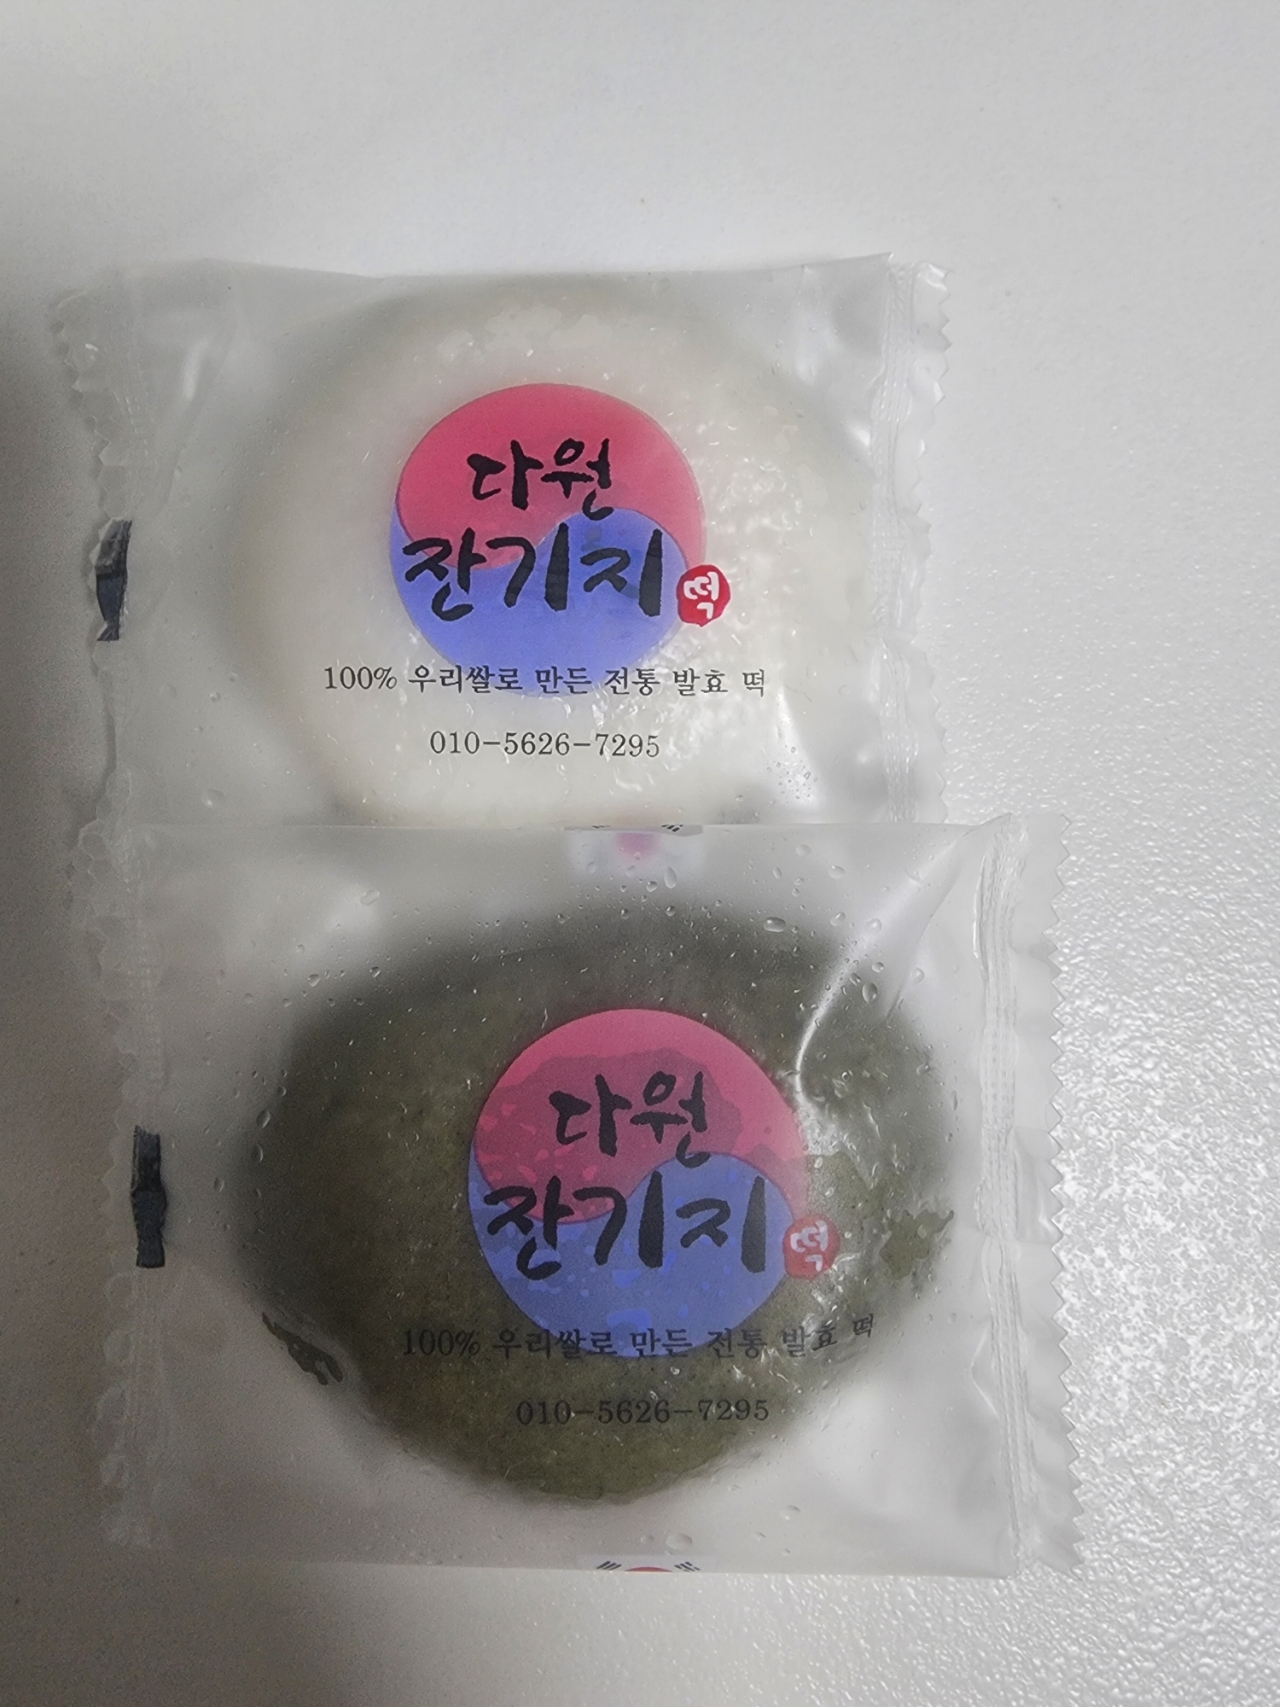 다원
잔기지 떡
100% 우리쌀로 만든 전통 발효 떡
010-5626-7295
다원
잔기지 떡
100% 우리쌀로 만든 전통 발효 떡
010-5626-7295